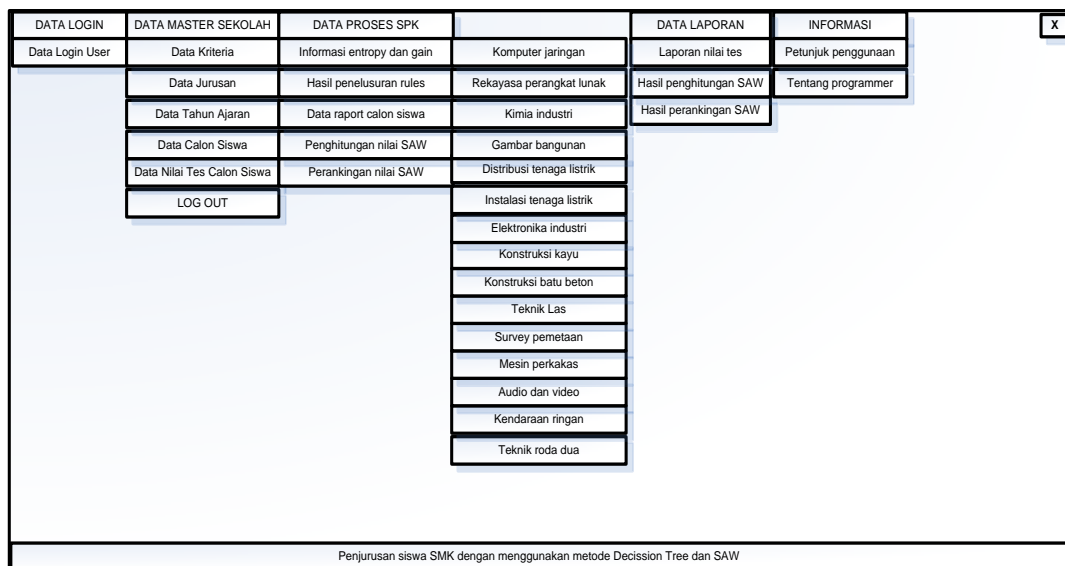 DATA LOGIN
DATA MASTER SEKOLAH
DATA PROSES SPK
DATA LAPORAN
INFORMASI
X
Data Login User
Data Kriteria
Data Jurusan
Data Tahun Ajaran
Data Calon Siswa
Data Nilai Tes Calon Siswa
LOG OUT
Informasi entropy dan gain
Hasil penelusuran rules
Data raport calon siswa
Penghitungan nilai SAW
Perankingan nilai SAW
Komputer jaringan
Rekayasa perangkat lunak
Kimia industri
Gambar bangunan
Distribusi tenaga listrik
Instalasi tenaga listrik
Elektronika industri
Konstruksi kayu
Konstruksi batu beton
Teknik Las
Survey pemetaan
Mesin perkakas
Audio dan video
Kendaraan ringan
Teknik roda dua
Laporan nilai tes
Hasil penghitungan SAW
Hasil perankingan SAW
Petunjuk penggunaan
Tentang programmer
Penjurusan siswa SMK dengan menggunakan metode Decission Tree dan SAW